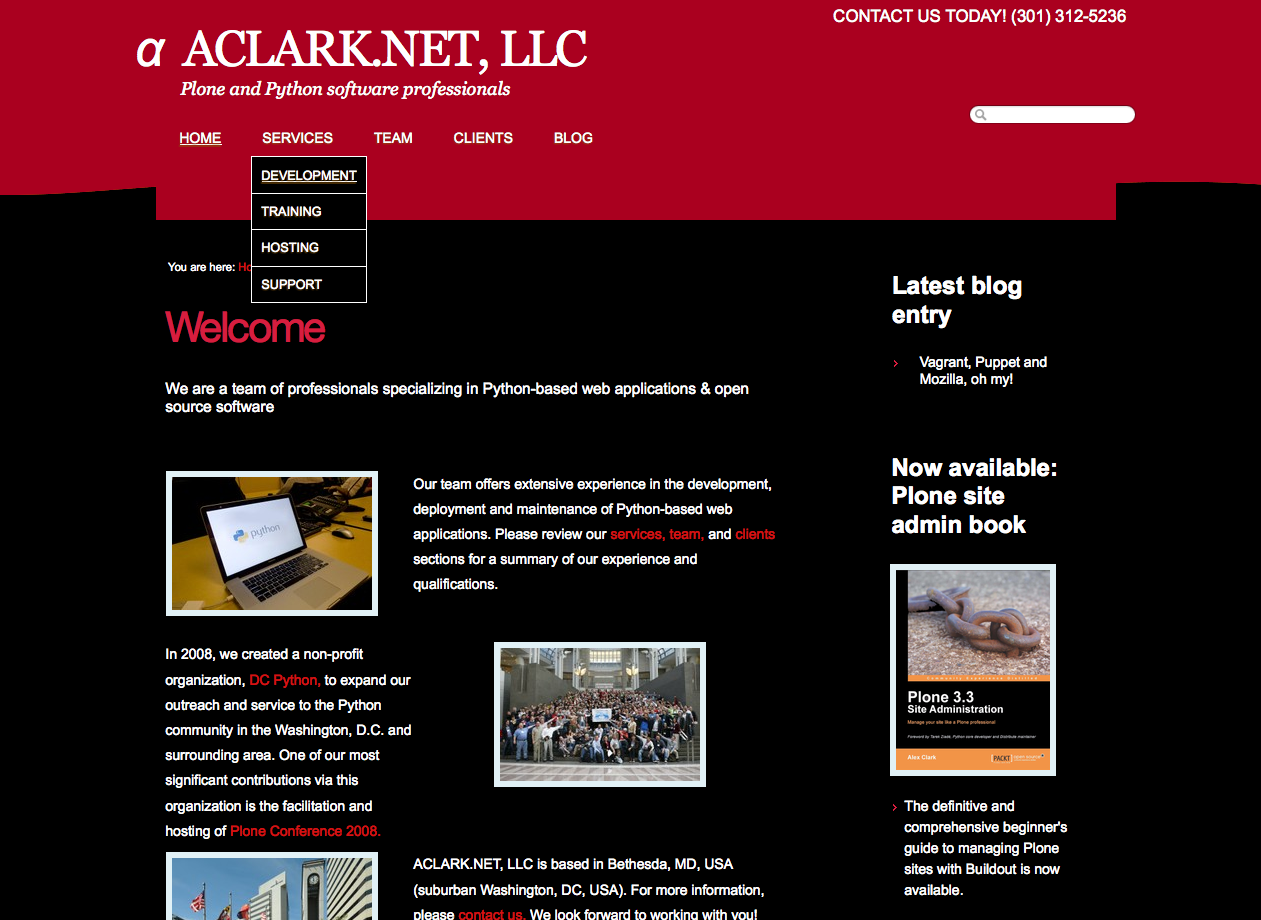 CONTACT US TODAY! (301) 312-5236
α ACLARK.NET, LLC
Plone and Python software professionals
HOME SERVICES TEAM CLIENTS BLOG
DEVELOPMENT
TRAINING
HOSTING
SUPPORT
You are here: Ho
Welcome
We are a team of professionals specializing in Python-based web applications & open
source software
python
Our team offers extensive experience in the development,
deployment and maintenance of Python-based web
applications. Please review our services, team, and clients
sections for a summary of our experience and
qualifications.
In 2008, we created a non-profit
organization, DC Python, to expand our
outreach and service to the Python
community in the Washington, D.C. and
surrounding area. One of our most
significant contributions via this
organization is the facilitation and
hosting of Plone Conference 2008.
ACLARK.NET, LLC is based in Bethesda, MD, USA
(suburban Washington, DC, USA). For more information,
please contact us. We look forward to working with you!
Latest blog
entry
Vagrant, Puppet and
Mozilla, oh my!
Now available:
Plone site
admin book
Community Experience Distilled
Plone 3.3
Site Administration
Manage your site like a Plone professional
Foreword by Tarek Ziadé, Python core developer and Distribute maintainer
Alex Clark
PACKT
The definitive and
comprehensive beginner's
guide to managing Plone
sites with Buildout is now
available.